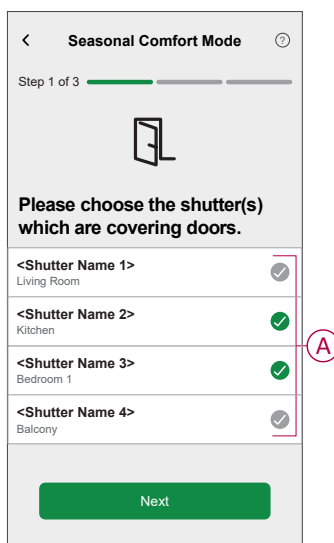 Seasonal Comfort Mode ?
Step 1 of 3
Please choose the shutter(s)
which are covering doors.
<Shutter Name 1>
Living Room
<Shutter Name 2>
Kitchen
<Shutter Name 3>
Bedroom 1
<Shutter Name 4>
Balcony
A
Next